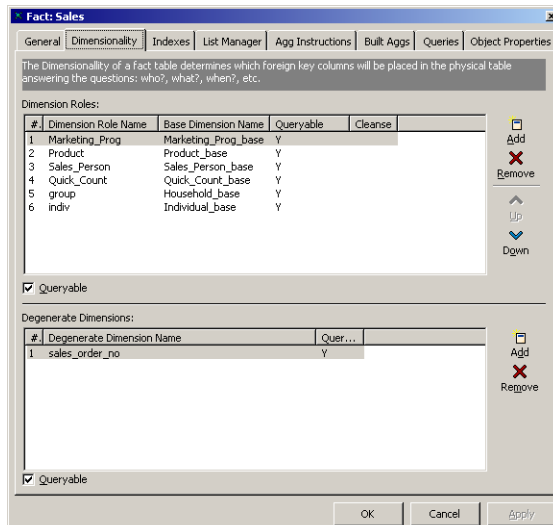 Fact: Sales
General Dimensionality Indexes List Manager Agg Instructions Built Aggs Queries Object Properties
The Dimensionallity of a fact table determines which foreign key columns will be placed in the physical table
answering the questions: who?, what?, when?, etc.
Dimension Roles:
#. Dimension Role Name Base Dimension Name Queryable Cleanse
1 Marketing_Prog Marketing_Prog_base Y
2 Product Product_base Y
3 Sales_Person Sales_Person_base Y
4 Quick_Count Quick_Count_base Y
5 group Household_base Y
6 indiv Individual_base Y
Add
Remove
Up
Down
Queryable
Degenerate Dimensions:
#. Degenerate Dimension Name Quer...
1 sales_order_no Y
Add
Remove
Queryable
OK Cancel Apply